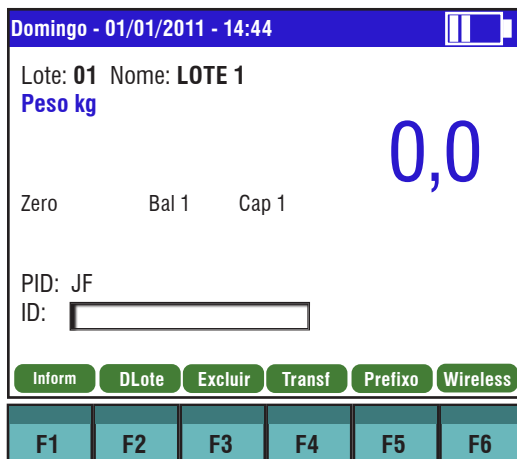 Domingo - 01/01/2011 - 14:44
Lote: 01 Nome: LOTE 1
Peso kg
0,0
Zero Bal 1 Cap 1
PID: JF
ID:
Inform DLote Excluir Transf Prefixo Wireless
F1 F2 F3 F4 F5 F6